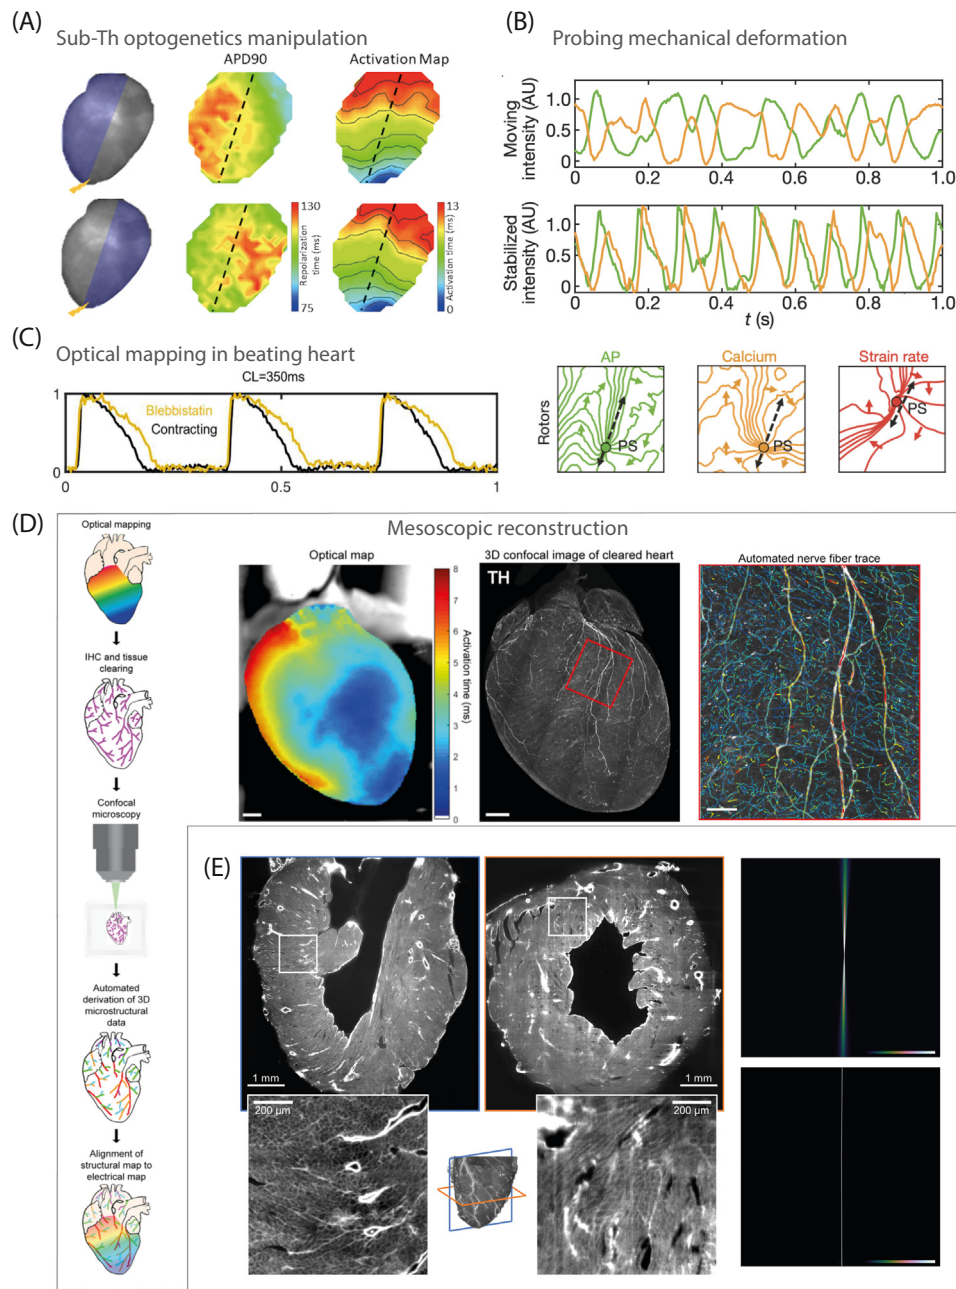 (A)
Sub-Th optogenetics manipulation
APD90
Activation Map
130
Repolarization
time (ms)
75
13
Activation time (ms)
0
(B)
Probing mechanical deformation
Moving
intensity (AU)
1
0.5
0
0
0.2
0.4
0.6
0.8
1.0
Stabilized
intensity (AU)
1
0.5
0
0
0.2
0.4
0.6
0.8
1.0
t (s)
AP
Calcium
Strain rate
Rotors
PS
PS
PS
(C)
Optical mapping in beating heart
CL=350ms
1
0
Blebbistatin
Contracting
0
0.5
1
(D)
Mesoscopic reconstruction
Optical mapping
IHC and tissue
clearing
Confocal
microscopy
Automated
derivation of 3D
microstructural
data
Alignment of
structural map to
electrical map
Optical map
8
7
6
5
4
3
2
1
0
Activation time (ms)
3D confocal image of cleared heart
TH
Automated nerve fiber trace
(E)
1 mm
1 mm
200 µm
200 µm